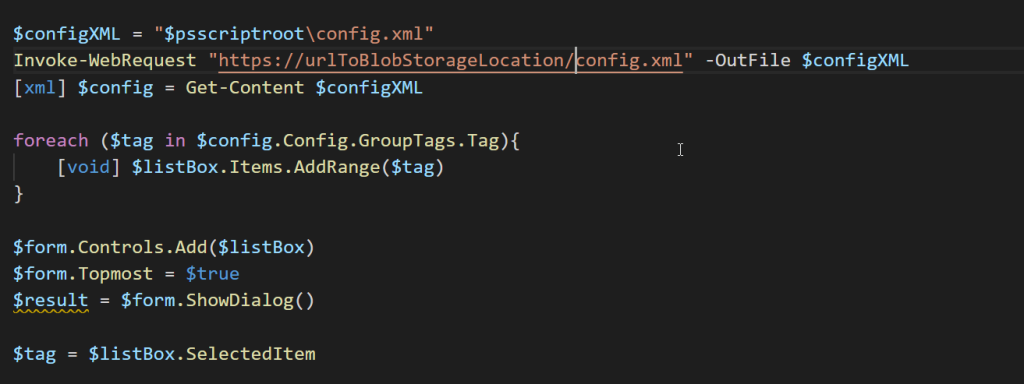 $configXML = "$psscriptroot\config.xml"
Invoke-WebRequest "https://urlToBlobStorageLocation/config.xml" -OutFile $configXML
[xml] $config = Get-Content $configXML
foreach ($tag in $config.Config.GroupTags.Tag){
    [void] $listBox.Items.AddRange($tag)
}
$form.Controls.Add($listBox)
$form.Topmost = $true
$result = $form.ShowDialog()
$tag = $listBox.SelectedItem